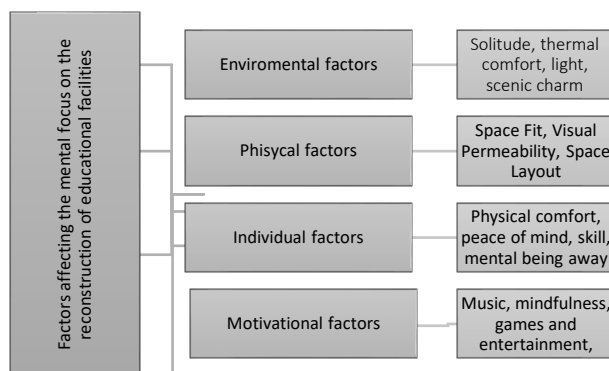 Factors affecting the mental focus on the
reconstruction of educational facilities
Enviromental factors
Solitude, thermal
comfort, light,
scenic charm
Phisycal factors
Space Fit, Visual
Permeability, Space
Layout
Individual factors
Physical comfort,
peace of mind, skill,
mental being away
Motivational factors
Music, mindfulness,
games and
entertainment,